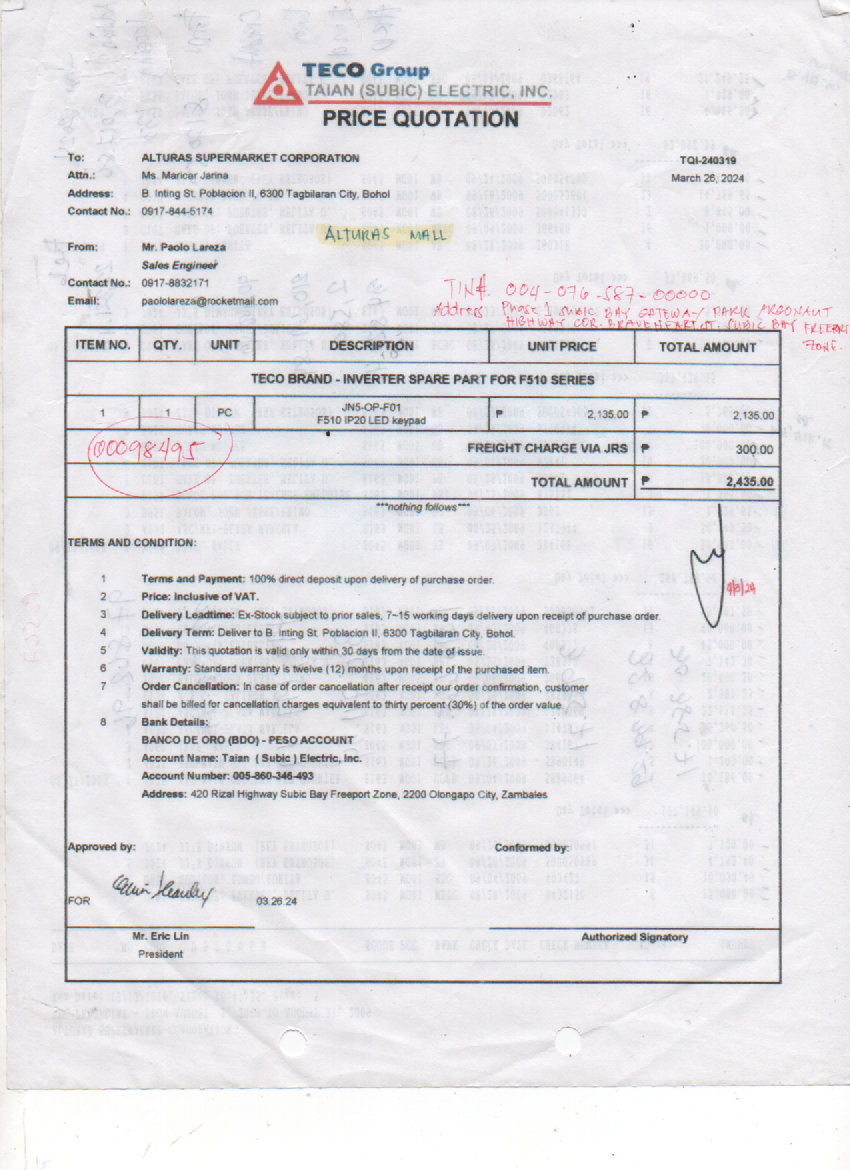 TECO Group
TAIAN (SUBIC) ELECTRIC, INC.
PRICE QUOTATION
To: ALTURAS SUPERMARKET CORPORATION TQI-240319
Attn.: Ms. Maricar Jarina March 26, 2024
Address: B. Inting St. Poblacion II, 6300 Tagbilaran City, Bohol
Contact No.: 0917-844-5174
ALTURAS MALL
From: Mr. Paolo Lareza
Sales Engineer
Contact No.: 0917-8832171
Email: paololareza@rocketmail.com
TIN#. 004-076-587-00000
Address Phase 1 SUBIC BAY GATEWAY PARK ARGONAUT
HIGHWAY COR. BRAVEHEART ST. SUBIC BAY FREEPORT
ZONE.
ITEM NO. QTY. UNIT DESCRIPTION UNIT PRICE TOTAL AMOUNT
TECO BRAND - INVERTER SPARE PART FOR F510 SERIES
1 1 PC JN5-OP-F01 ₱ 2,135.00 ₱ 2,135.00
F510 IP20 LED keypad
00098495
FREIGHT CHARGE VIA JRS ₱ 300.00
TOTAL AMOUNT ₱ 2,435.00
***nothing follows***
TERMS AND CONDITION:
4/3/24
1 Terms and Payment: 100% direct deposit upon delivery of purchase order.
2 Price: Inclusive of VAT.
3 Delivery Leadtime: Ex-Stock subject to prior sales, 7~15 working days delivery upon receipt of purchase order.
4 Delivery Term: Deliver to B. Inting St. Poblacion II, 6300 Tagbilaran City, Bohol.
5 Validity: This quotation is valid only within 30 days from the date of issue.
6 Warranty: Standard warranty is twelve (12) months upon receipt of the purchased item.
7 Order Cancellation: In case of order cancellation after receipt our order confirmation, customer
shall be billed for cancellation charges equivalent to thirty percent (30%) of the order value.
8 Bank Details:
BANCO DE ORO (BDO) - PESO ACCOUNT
Account Name: Taian ( Subic ) Electric, Inc.
Account Number: 005-860-346-493
Address: 420 Rizal Highway Subic Bay Freeport Zone, 2200 Olongapo City, Zambales
Approved by: Conformed by:
FOR 03.26.24
Mr. Eric Lin Authorized Signatory
President